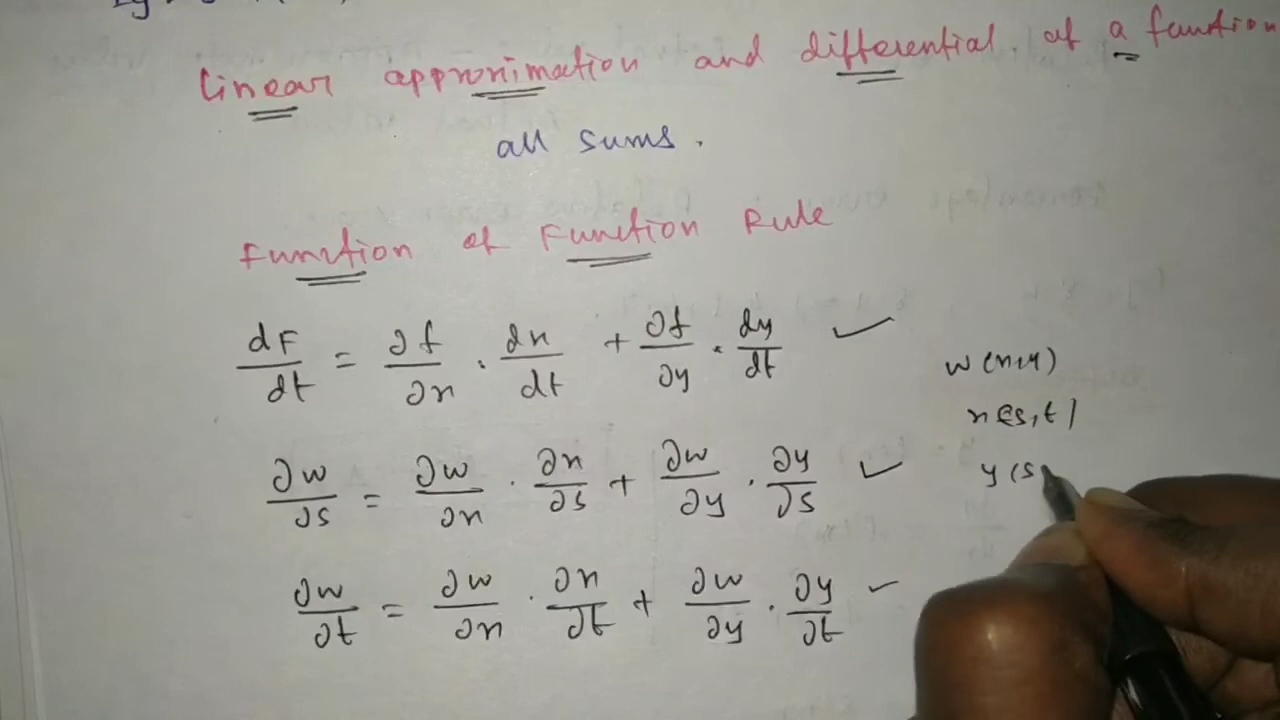 Linear approximation and differential of a function
all sums.
Function of Function Rule
dF/dt = ∂f/∂x . dx/dt + ∂f/∂y . dy/dt ✓
w(x,y)
x(s,t)
∂w/∂s = ∂w/∂x . ∂x/∂s + ∂w/∂y . ∂y/∂s ✓
y(s
∂w/∂t = ∂w/∂x . ∂x/∂t + ∂w/∂y . ∂y/∂t ✓